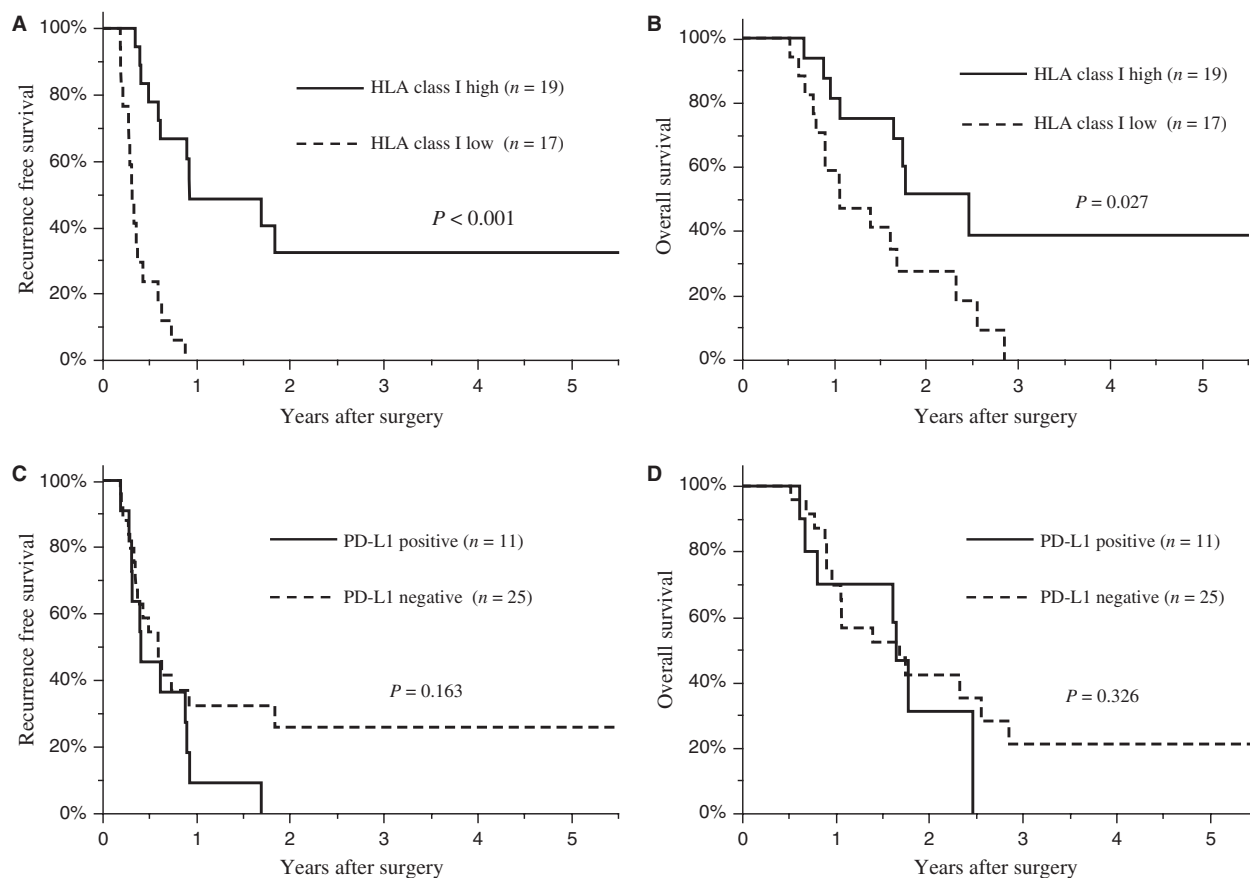 A
100%
80%
60%
40%
20%
0%
Recurrence free survival
HLA class I high (n = 19)
HLA class I low (n = 17)
P < 0.001
0 1 2 3 4 5
Years after surgery
B
100%
80%
60%
40%
20%
0%
Overall survival
HLA class I high (n = 19)
HLA class I low (n = 17)
P = 0.027
0 1 2 3 4 5
Years after surgery
C
100%
80%
60%
40%
20%
0%
Recurrence free survival
PD-L1 positive (n = 11)
PD-L1 negative (n = 25)
P = 0.163
0 1 2 3 4 5
Years after surgery
D
100%
80%
60%
40%
20%
0%
Overall survival
PD-L1 positive (n = 11)
PD-L1 negative (n = 25)
P = 0.326
0 1 2 3 4 5
Years after surgery